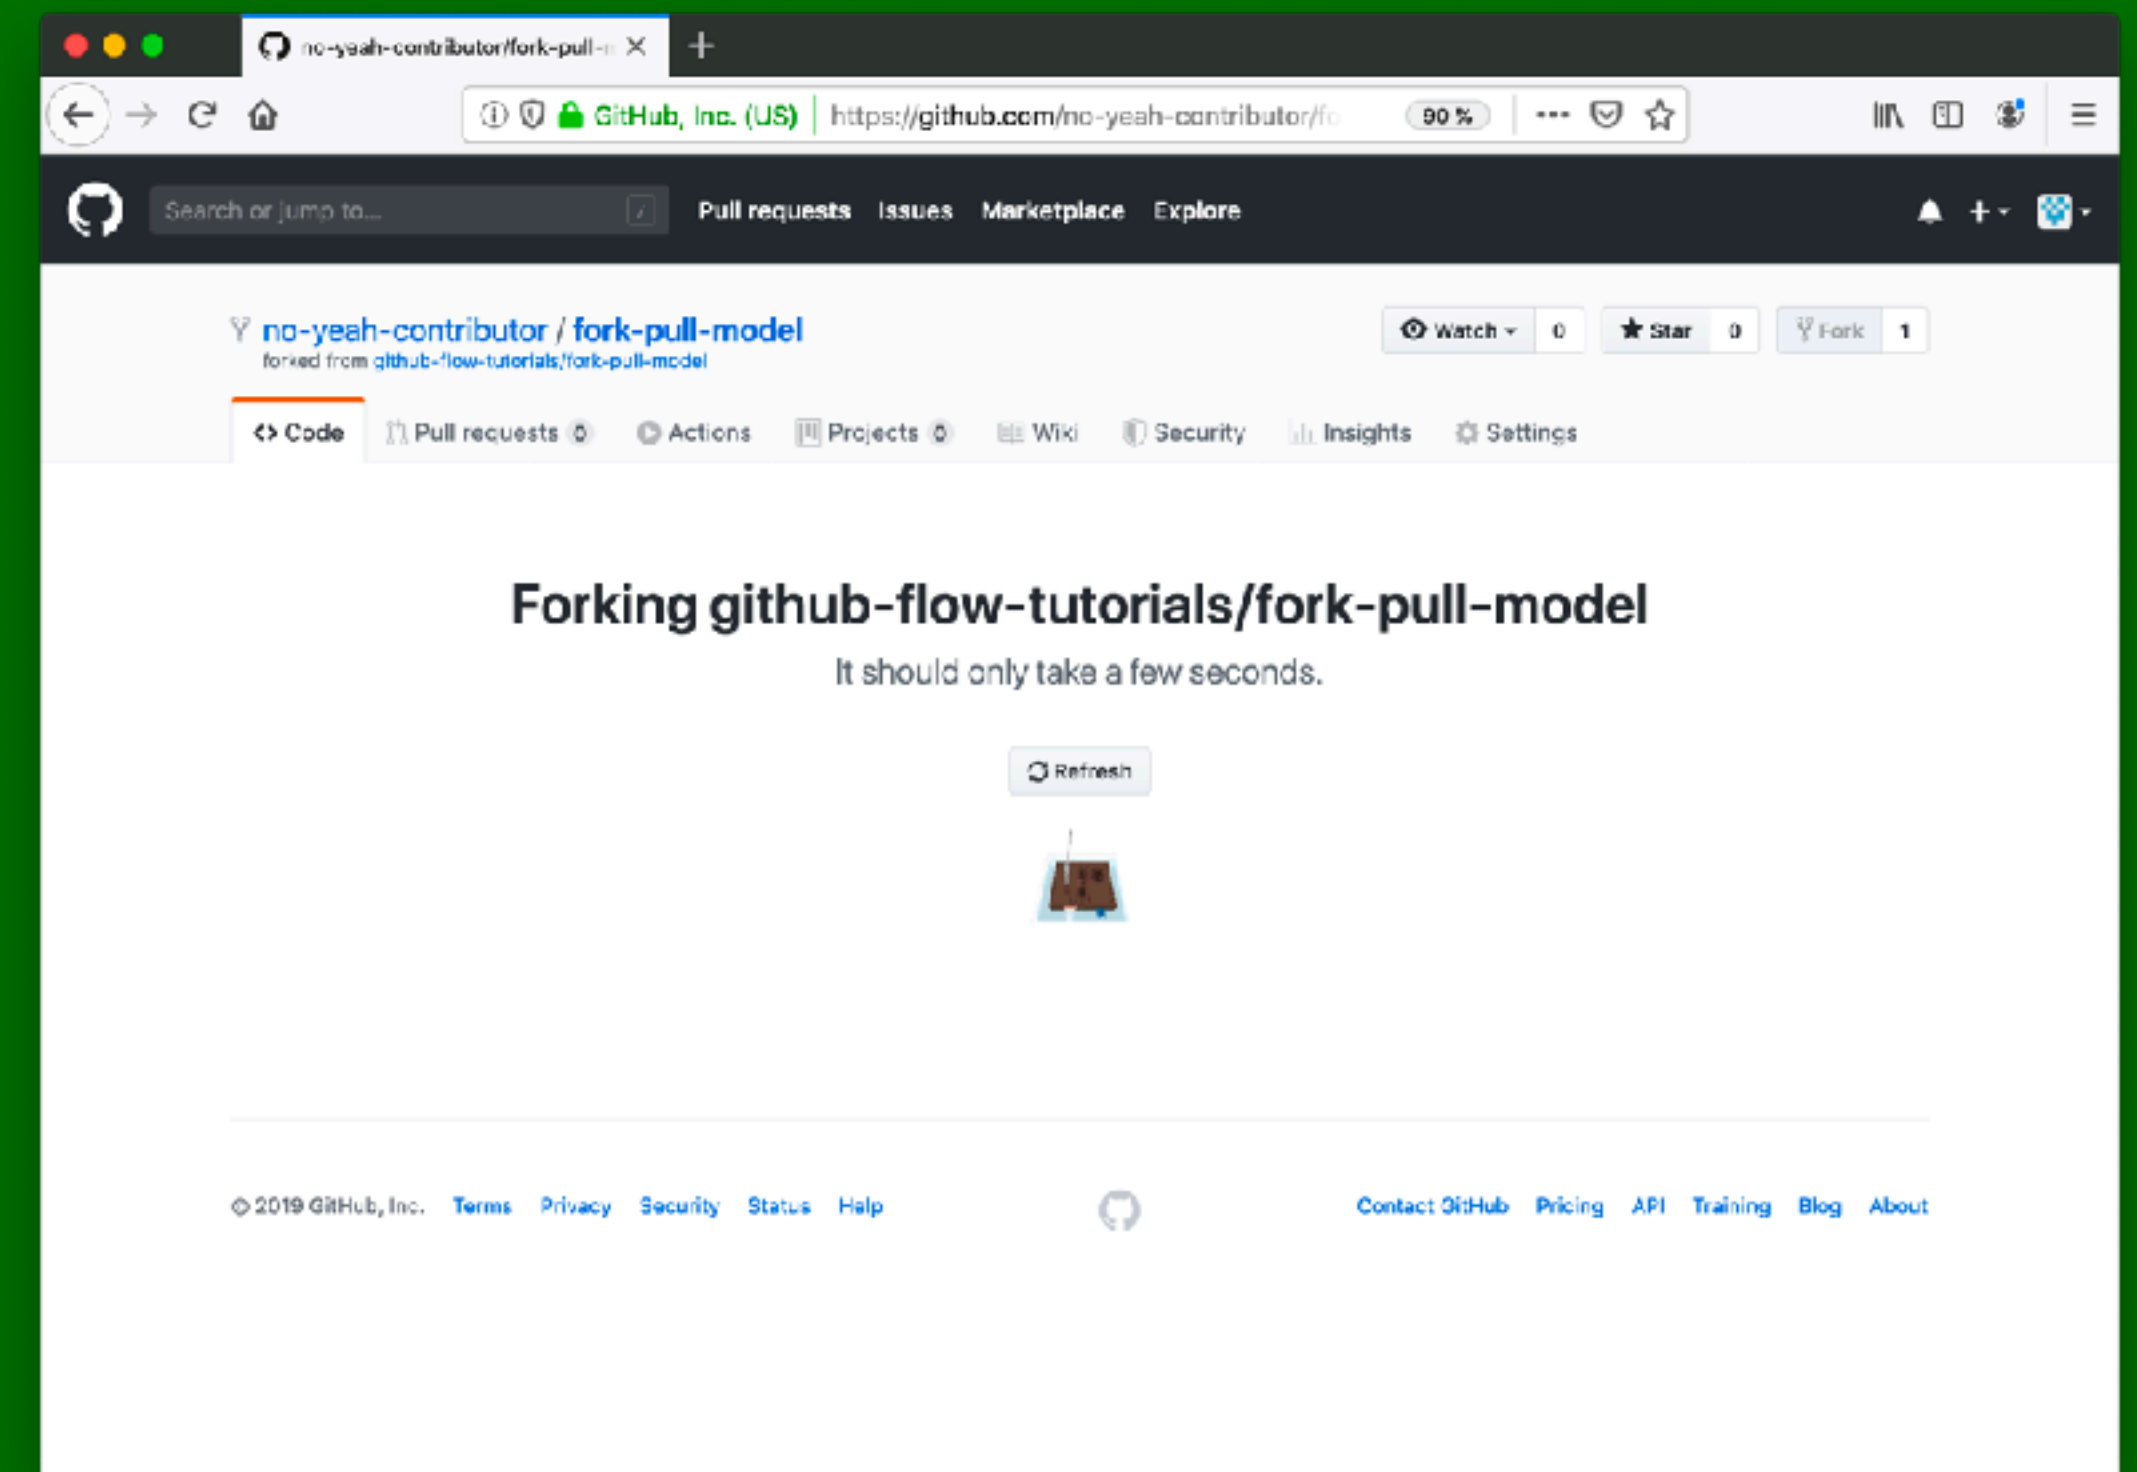 no-yeah-contributor/fork-pull-n
GitHub, Inc. (US) https://github.com/no-yeah-contributor/fo 90%
Search or jump to... / Pull requests Issues Marketplace Explore
no-yeah-contributor / fork-pull-model Watch 0 Star 0 Fork 1
forked from github-flow-tutorials/fork-pull-model
Code Pull requests 0 Actions Projects 0 Wiki Security Insights Settings
Forking github-flow-tutorials/fork-pull-model
It should only take a few seconds.
Refresh
© 2019 GitHub, Inc. Terms Privacy Security Status Help Contact GitHub Pricing API Training Blog About